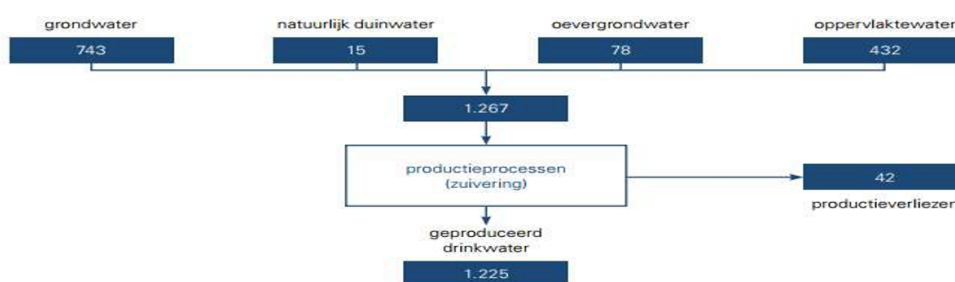 grondwater
natuurlijk duinwater
oevergrondwater
oppervlaktewater
743
15
78
432
1.267
productieprocessen
(zuivering)
42
productieverliezen
geproduceerd
drinkwater
1.225